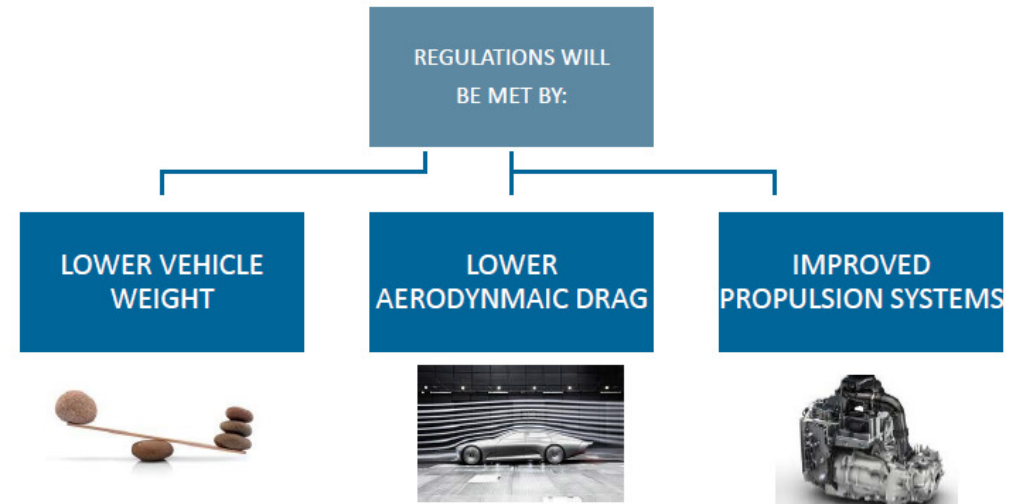 REGULATIONS WILL
BE MET BY:
LOWER VEHICLE
WEIGHT
LOWER
AERODYNMAIC DRAG
IMPROVED
PROPULSION SYSTEMS